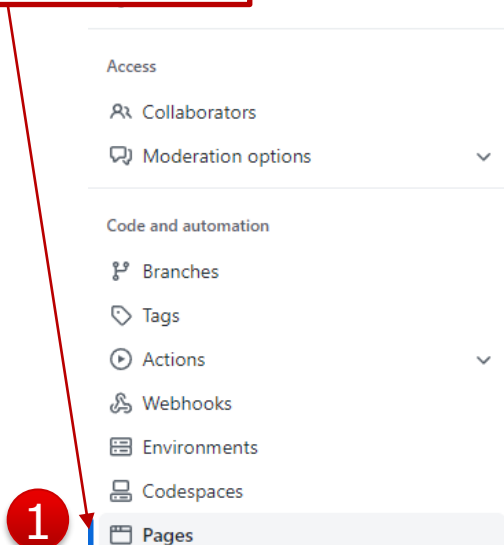 Access
Collaborators
Moderation options
Code and automation
Branches
Tags
Actions
Webhooks
Environments
Codespaces
1
Pages